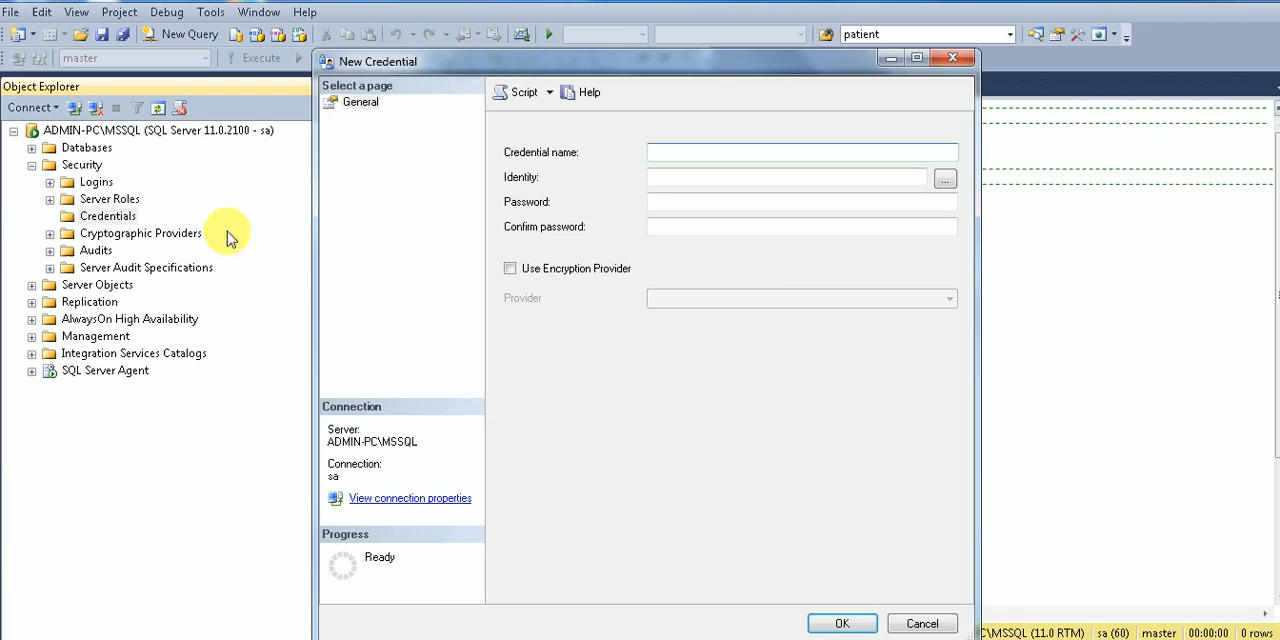 File Edit View Project Debug Tools Window Help
New Query patient
master Execute
Object Explorer
Connect
ADMIN-PC\MSSQL (SQL Server 11.0.2100 - sa)
Databases
Security
Logins
Server Roles
Credentials
Cryptographic Providers
Audits
Server Audit Specifications
Server Objects
Replication
AlwaysOn High Availability
Management
Integration Services Catalogs
SQL Server Agent
New Credential
Select a page
General
Script Help
Credential name:
Identity:
...
Password:
Confirm password:
Use Encryption Provider
Provider
Connection
Server:
ADMIN-PC\MSSQL
Connection:
sa
View connection properties
Progress
Ready
OK Cancel
C\MSSQL (11.0 RTM) sa (60) master 00:00:00 0 rows